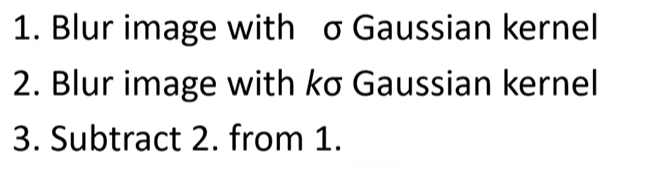 1. Blur image with σ Gaussian kernel
2. Blur image with kσ Gaussian kernel
3. Subtract 2. from 1.